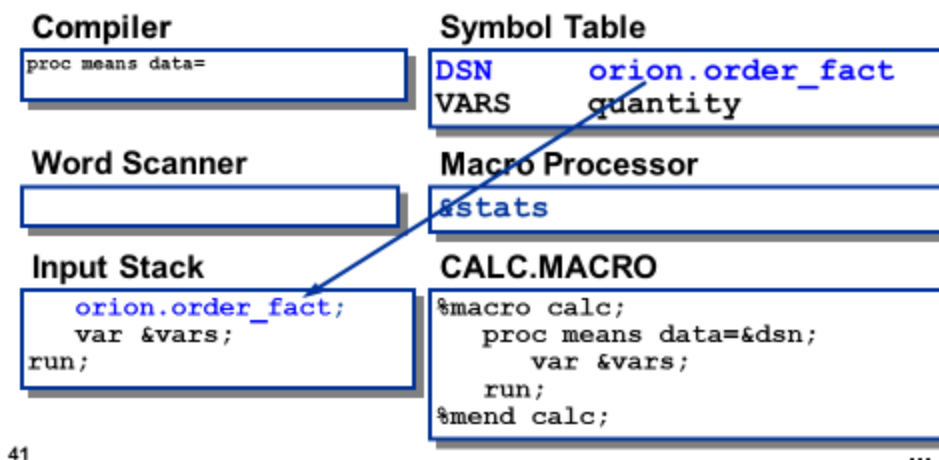 Compiler
proc means data=
Symbol Table
DSN orion.order_fact
VARS quantity
Word Scanner
Macro Processor
&stats
Input Stack
orion.order_fact;
var &vars;
run;
CALC.MACRO
%macro calc;
proc means data=&dsn;
var &vars;
run;
%mend calc;
41
...